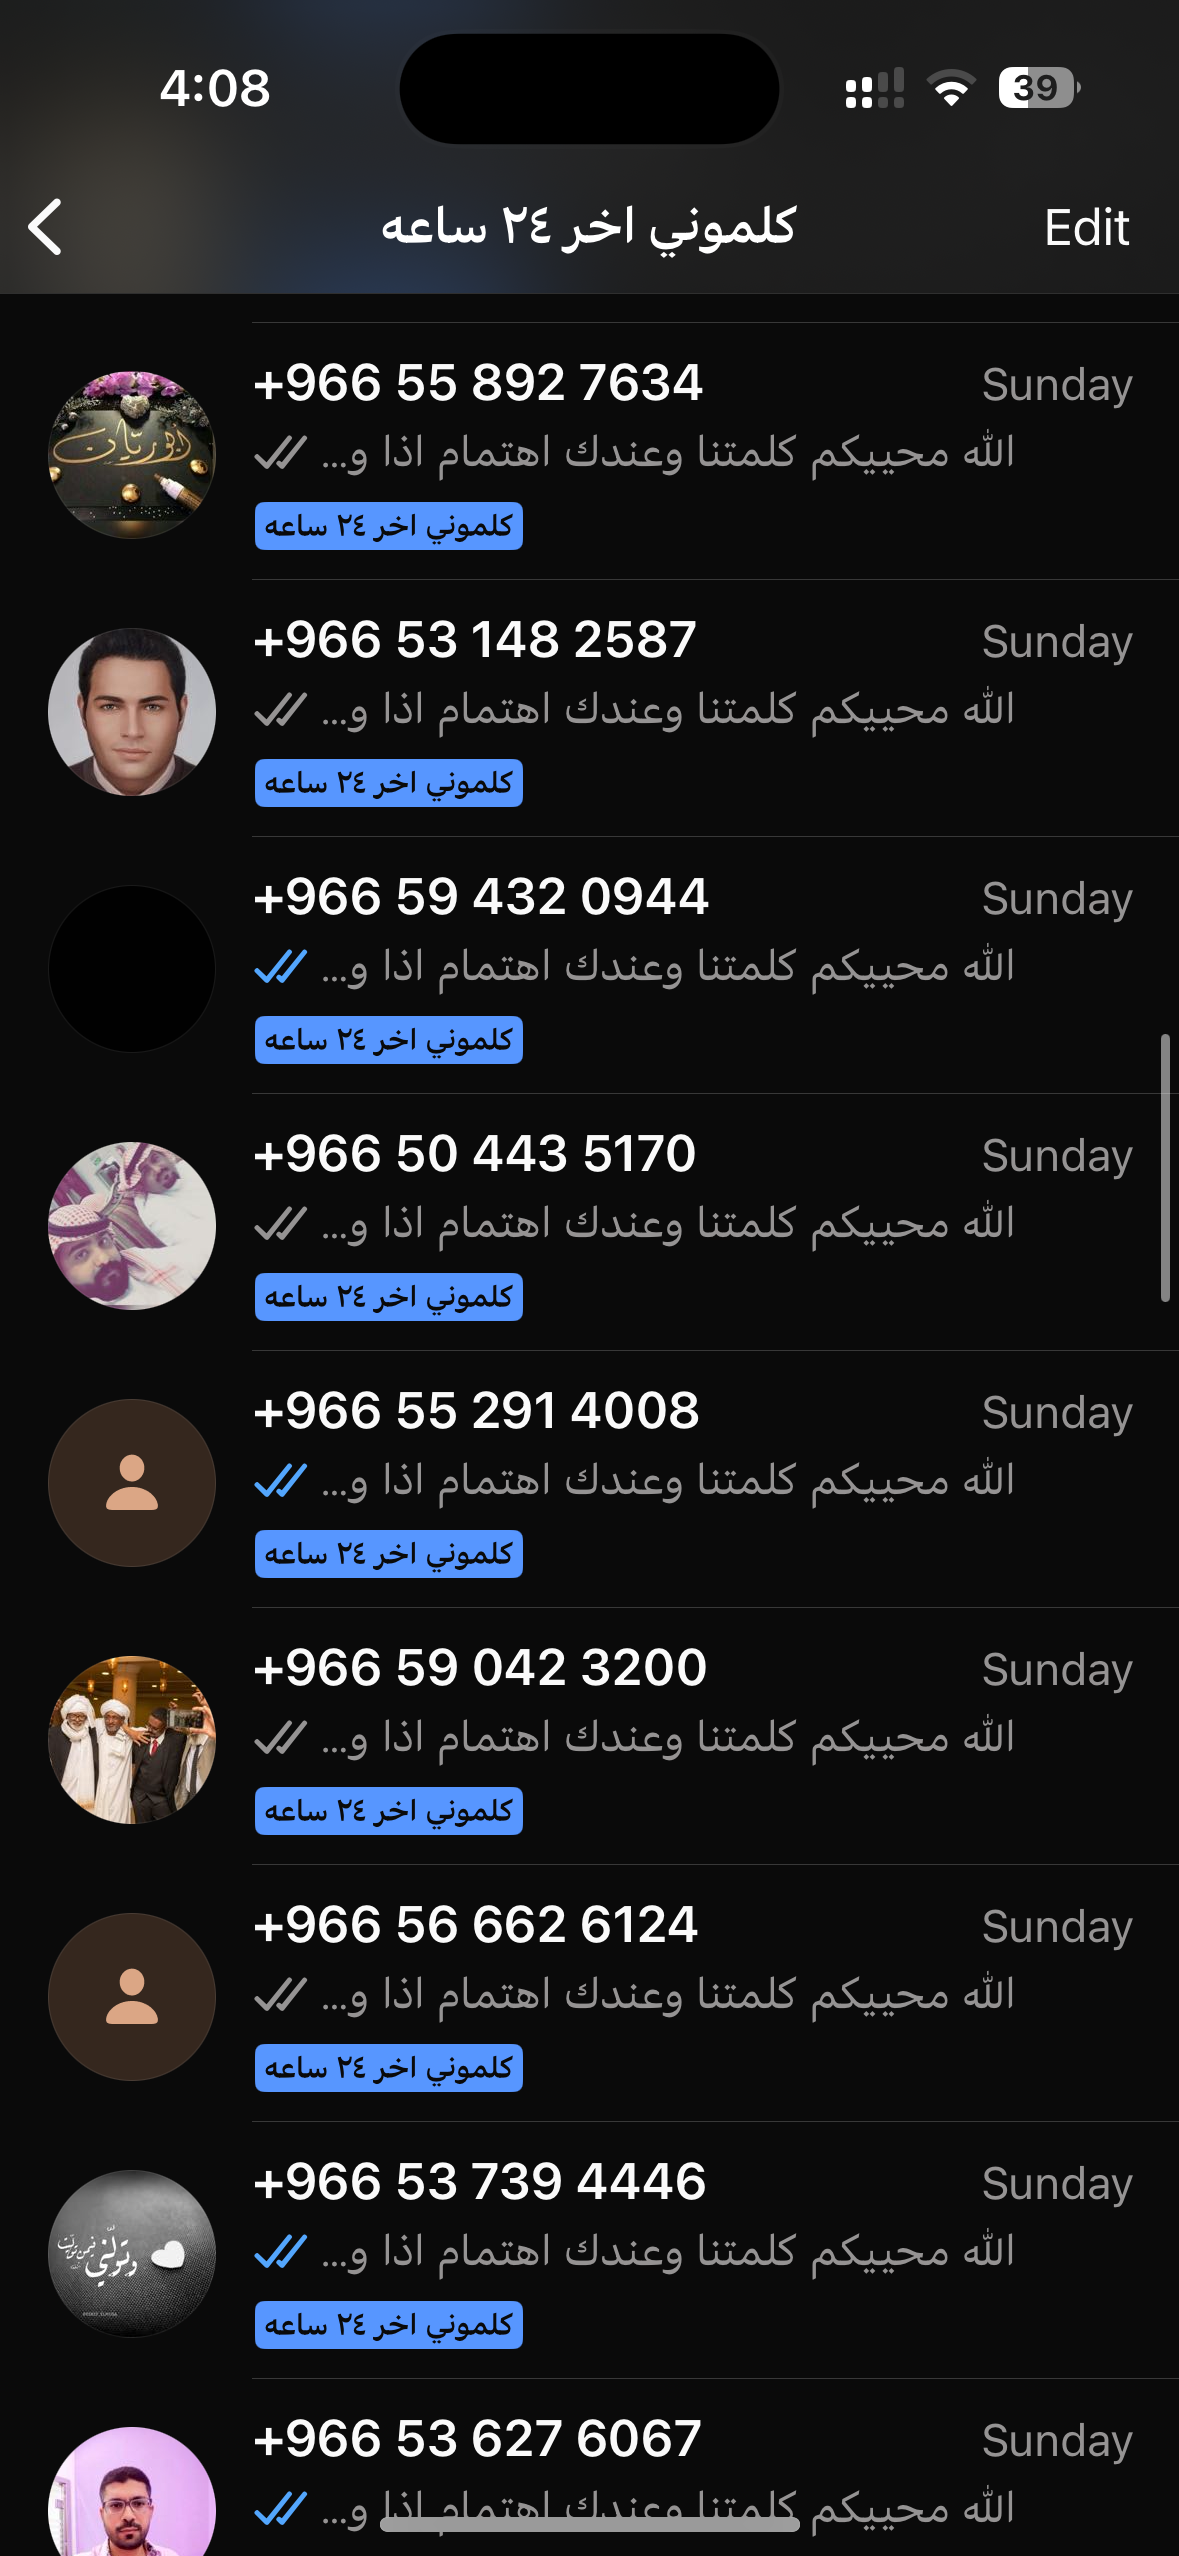 4:08
39
كلموني اخر ٢٤ ساعه
Edit
+966 55 892 7634
Sunday
الله محييكم كلمتنا وعندك اهتمام اذا و...
كلموني اخر ٢٤ ساعه
+966 53 148 2587
Sunday
الله محييكم كلمتنا وعندك اهتمام اذا و...
كلموني اخر ٢٤ ساعه
+966 59 432 0944
Sunday
الله محييكم كلمتنا وعندك اهتمام اذا و...
كلموني اخر ٢٤ ساعه
+966 50 443 5170
Sunday
الله محييكم كلمتنا وعندك اهتمام اذا و...
كلموني اخر ٢٤ ساعه
+966 55 291 4008
Sunday
الله محييكم كلمتنا وعندك اهتمام اذا و...
كلموني اخر ٢٤ ساعه
+966 59 042 3200
Sunday
الله محييكم كلمتنا وعندك اهتمام اذا و...
كلموني اخر ٢٤ ساعه
+966 56 662 6124
Sunday
الله محييكم كلمتنا وعندك اهتمام اذا و...
كلموني اخر ٢٤ ساعه
+966 53 739 4446
Sunday
الله محييكم كلمتنا وعندك اهتمام اذا و...
وتولني فيمن توليت
كلموني اخر ٢٤ ساعه
+966 53 627 6067
Sunday
الله محييكم كلمتنا وعندك اهتمام اذا و...